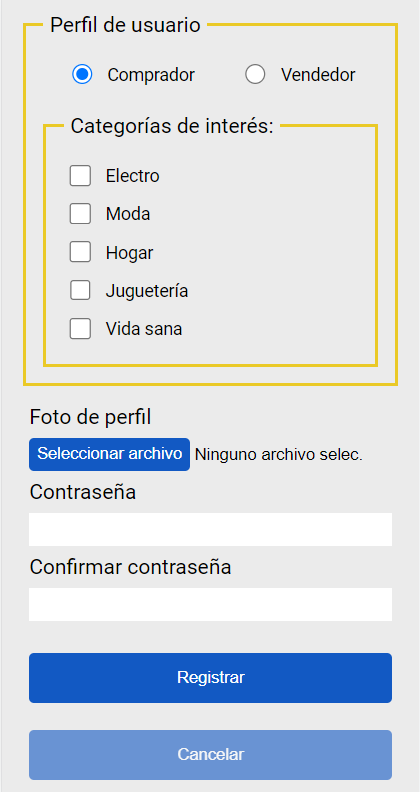 Perfil de usuario
Comprador Vendedor
Categorías de interés:
Electro
Moda
Hogar
Juguetería
Vida sana
Foto de perfil
Seleccionar archivo Ninguno archivo selec.
Contraseña
Confirmar contraseña
Registrar
Cancelar